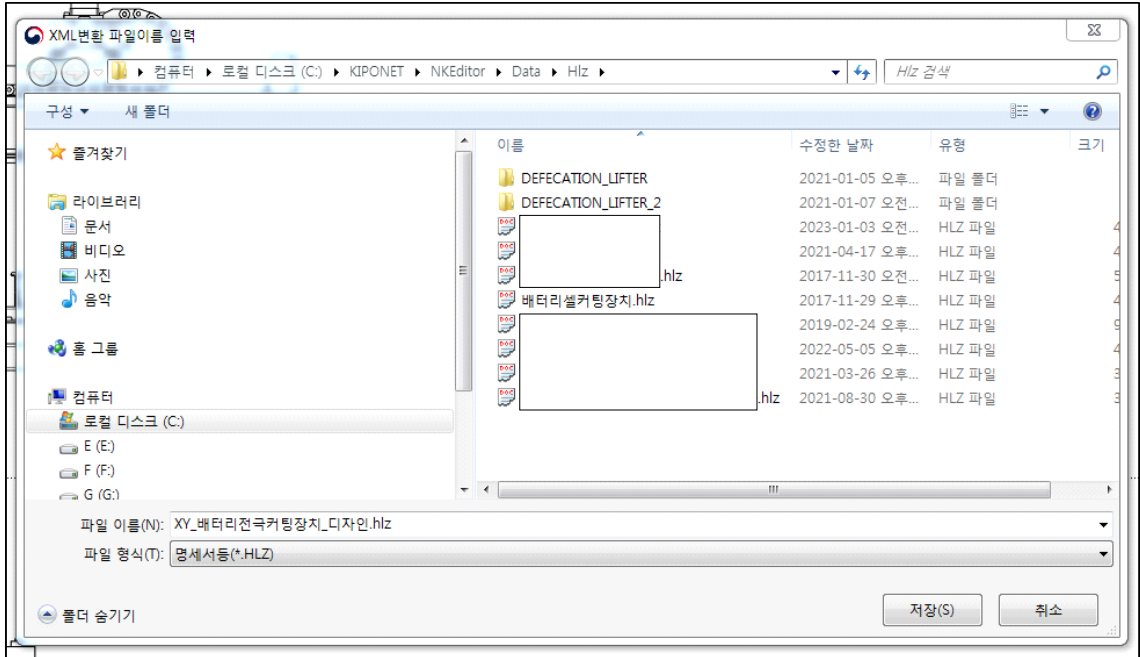 XML변환 파일이름 입력
컴퓨터 로컬 디스크 (C:) KIPONET NKEditor Data Hlz Hlz 검색
구성 새 폴더
즐겨찾기
라이브러리
문서
비디오
사진
음악
홈 그룹
컴퓨터
로컬 디스크 (C:)
E (E:)
F (F:)
G (G:)
이름 수정한 날짜 유형 크기
DEFECATION_LIFTER 2021-01-05 오후... 파일 폴더
DEFECATION_LIFTER_2 2021-01-07 오전... 파일 폴더
2023-01-03 오전... HLZ 파일 4
2021-04-17 오후... HLZ 파일 4
.hlz 2017-11-30 오전... HLZ 파일 5
배터리셀커팅장치.hlz 2017-11-29 오후... HLZ 파일 4
2019-02-24 오후... HLZ 파일 9
2022-05-05 오후... HLZ 파일 4
2021-03-26 오후... HLZ 파일 3
.hlz 2021-08-30 오후... HLZ 파일 3
파일 이름(N): XY_배터리전극커팅장치_디자인.hlz
파일 형식(T): 명세서등(*.HLZ)
폴더 숨기기 저장(S) 취소